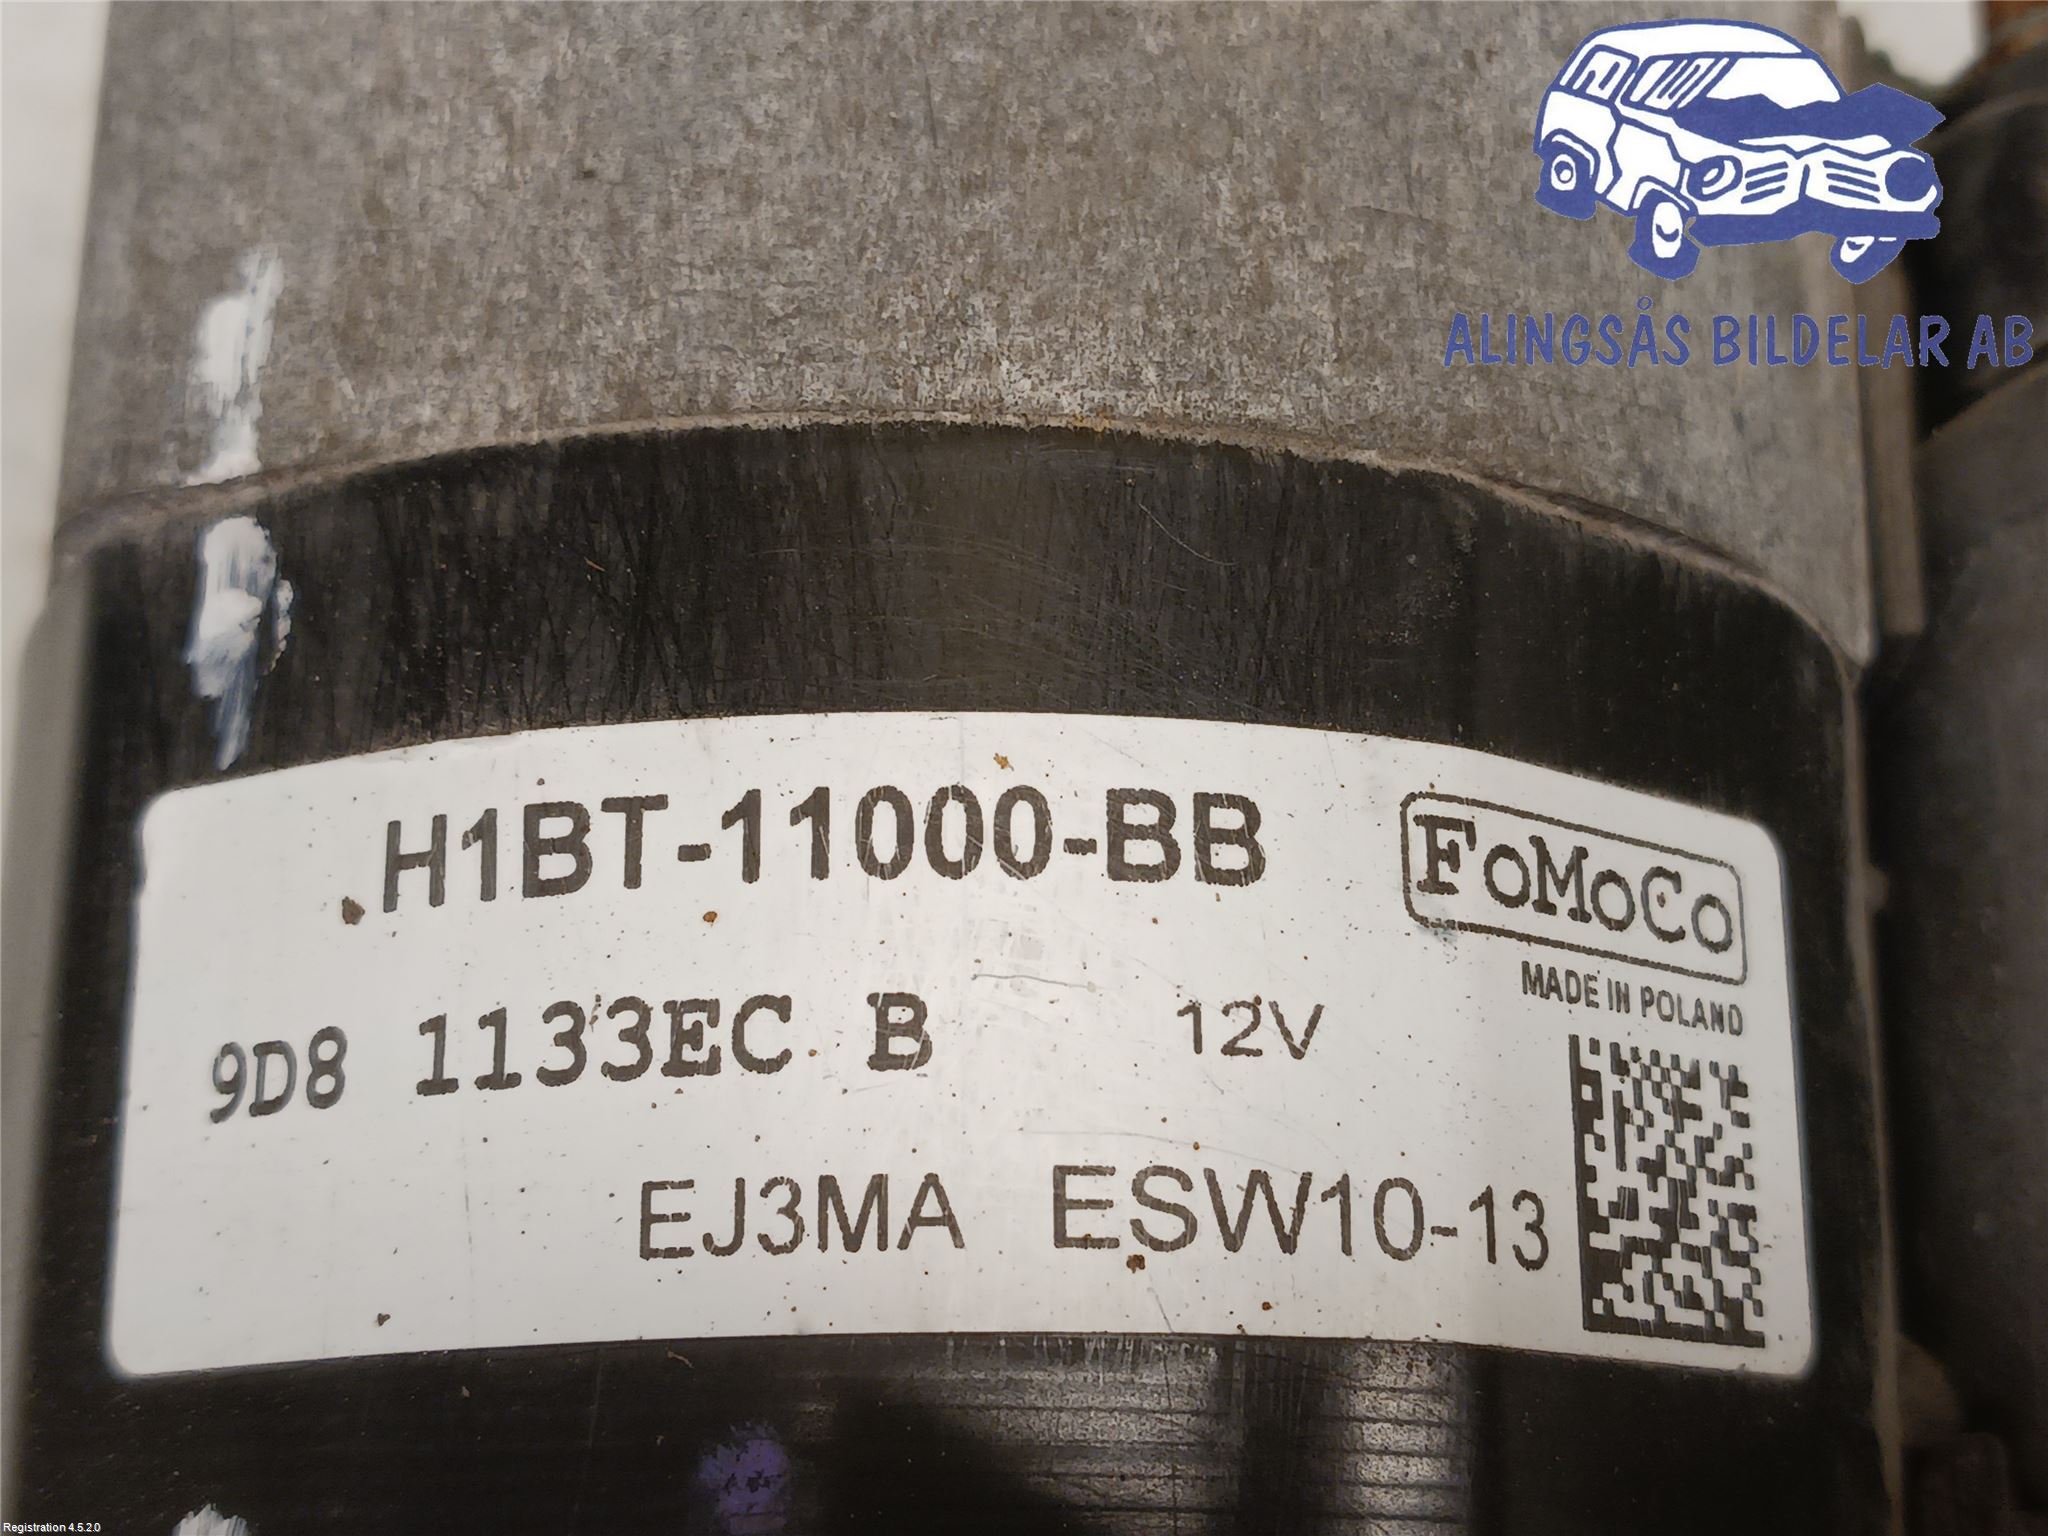 ALINGSÅS BILDELAR AB
H1BT-11000-BB
FoMoCo
MADE IN POLAND
9D8 1133EC B 12V
EJ3MA ESW10-13
Registration 4.5.2.0